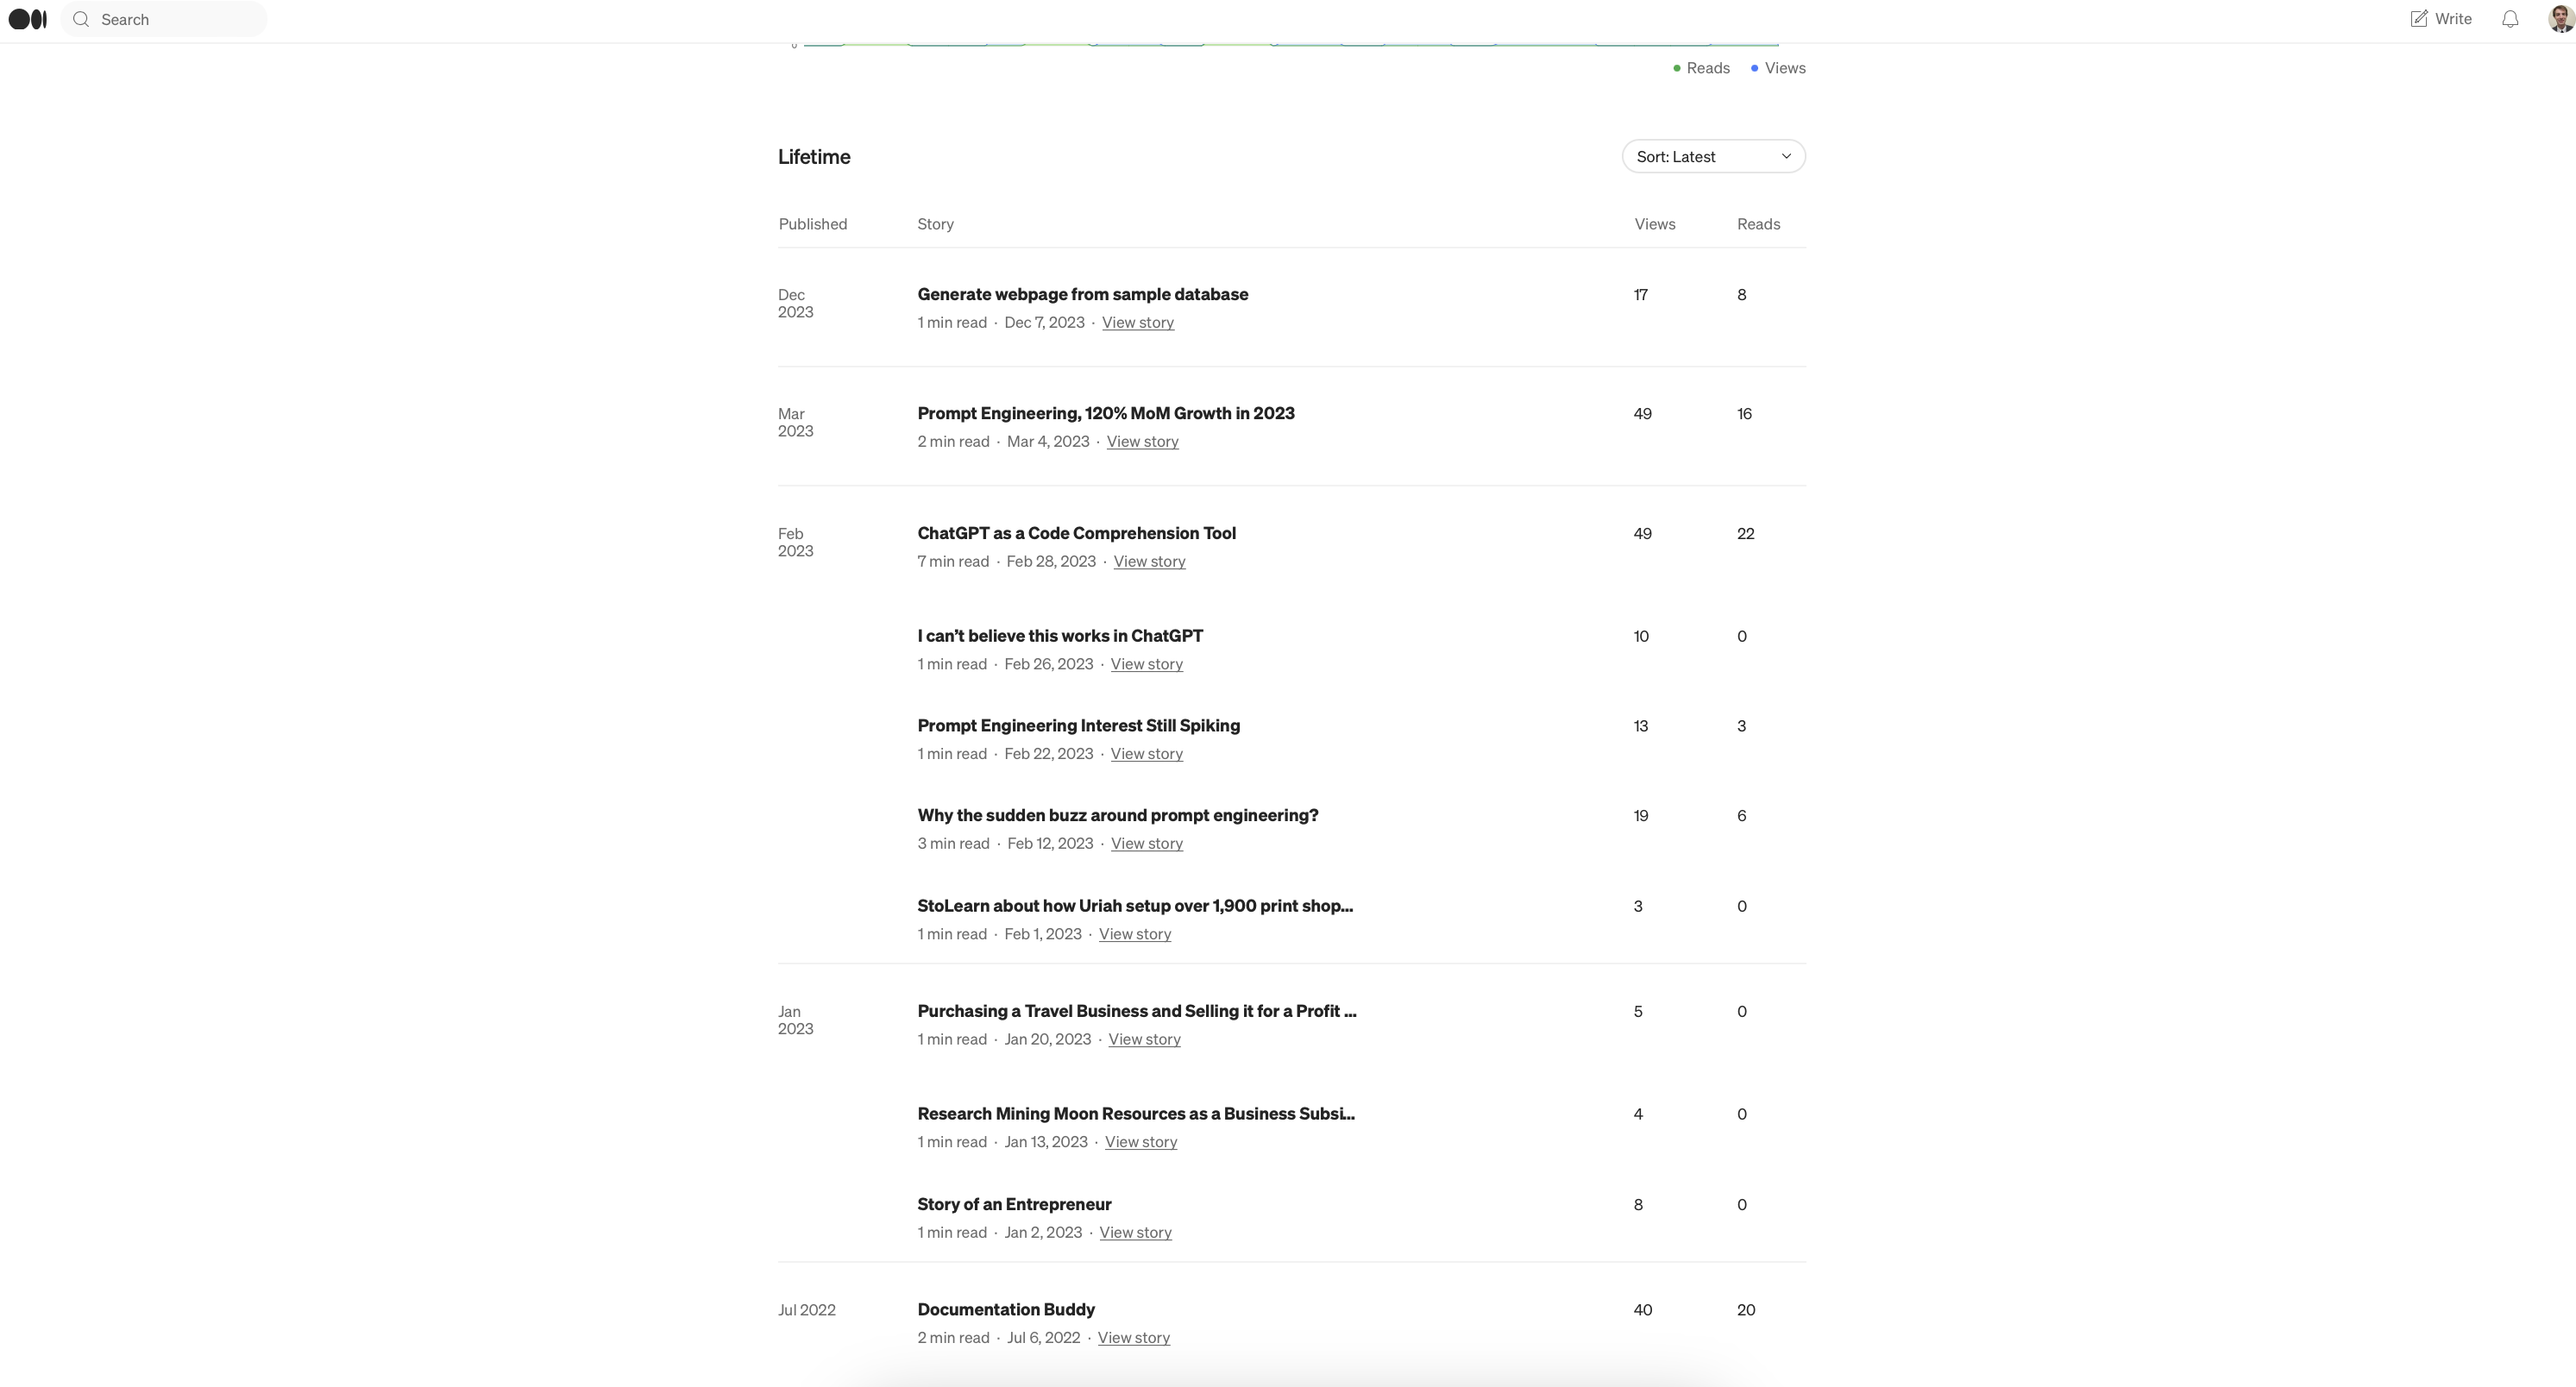 Search
Write
0
Reads Views
Lifetime
Sort: Latest
Published Story Views Reads
Dec
2023
Generate webpage from sample database 17 8
1 min read · Dec 7, 2023 · View story
Mar
2023
Prompt Engineering, 120% MoM Growth in 2023 49 16
2 min read · Mar 4, 2023 · View story
Feb
2023
ChatGPT as a Code Comprehension Tool 49 22
7 min read · Feb 28, 2023 · View story
I can’t believe this works in ChatGPT 10 0
1 min read · Feb 26, 2023 · View story
Prompt Engineering Interest Still Spiking 13 3
1 min read · Feb 22, 2023 · View story
Why the sudden buzz around prompt engineering? 19 6
3 min read · Feb 12, 2023 · View story
StoLearn about how Uriah setup over 1,900 print shop... 3 0
1 min read · Feb 1, 2023 · View story
Jan
2023
Purchasing a Travel Business and Selling it for a Profit ... 5 0
1 min read · Jan 20, 2023 · View story
Research Mining Moon Resources as a Business Subsi... 4 0
1 min read · Jan 13, 2023 · View story
Story of an Entrepreneur 8 0
1 min read · Jan 2, 2023 · View story
Jul 2022
Documentation Buddy 40 20
2 min read · Jul 6, 2022 · View story